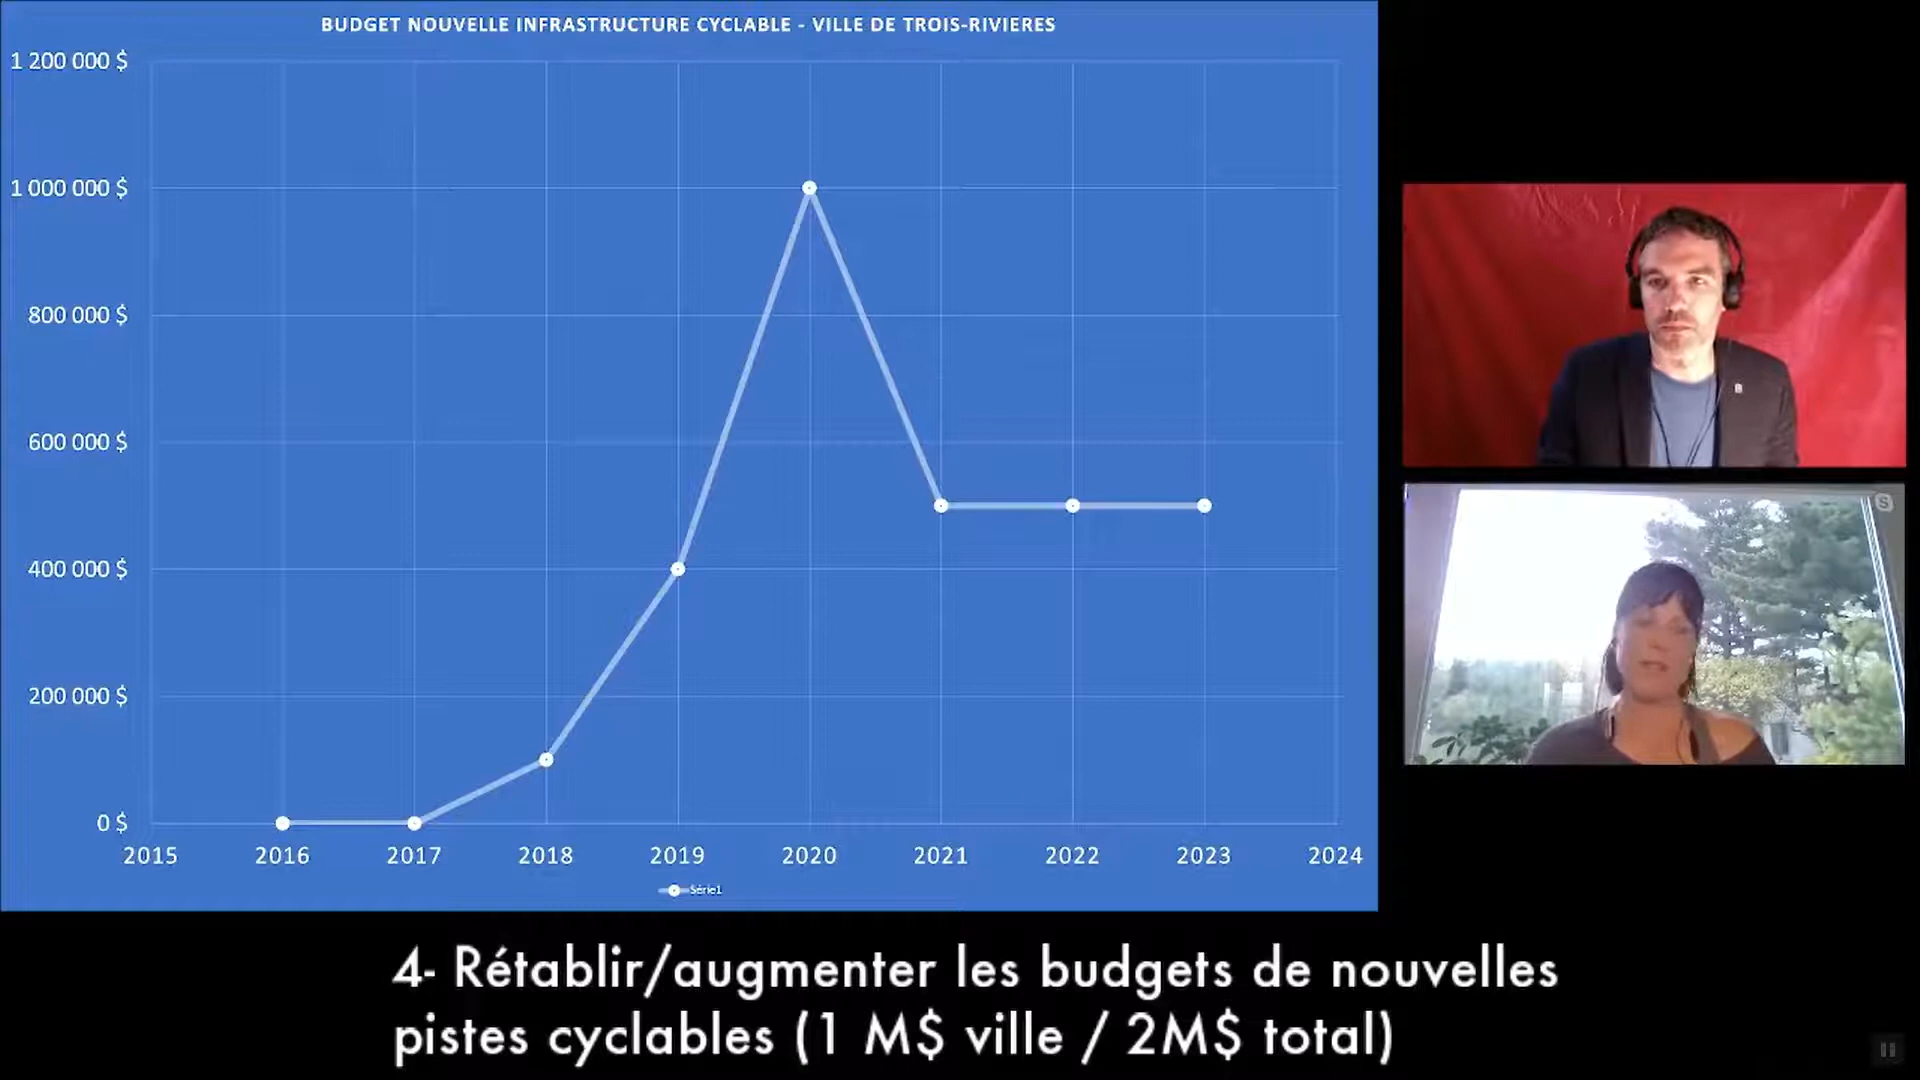 BUDGET NOUVELLE INFRASTRUCTURE CYCLABLE - VILLE DE TROIS-RIVIERES
1 200 000 $
1 000 000 $
800 000 $
600 000 $
400 000 $
200 000 $
0 $
2015 2016 2017 2018 2019 2020 2021 2022 2023 2024
Série1
S
4- Rétablir/augmenter les budgets de nouvelles
pistes cyclables (1 M$ ville / 2M$ total)